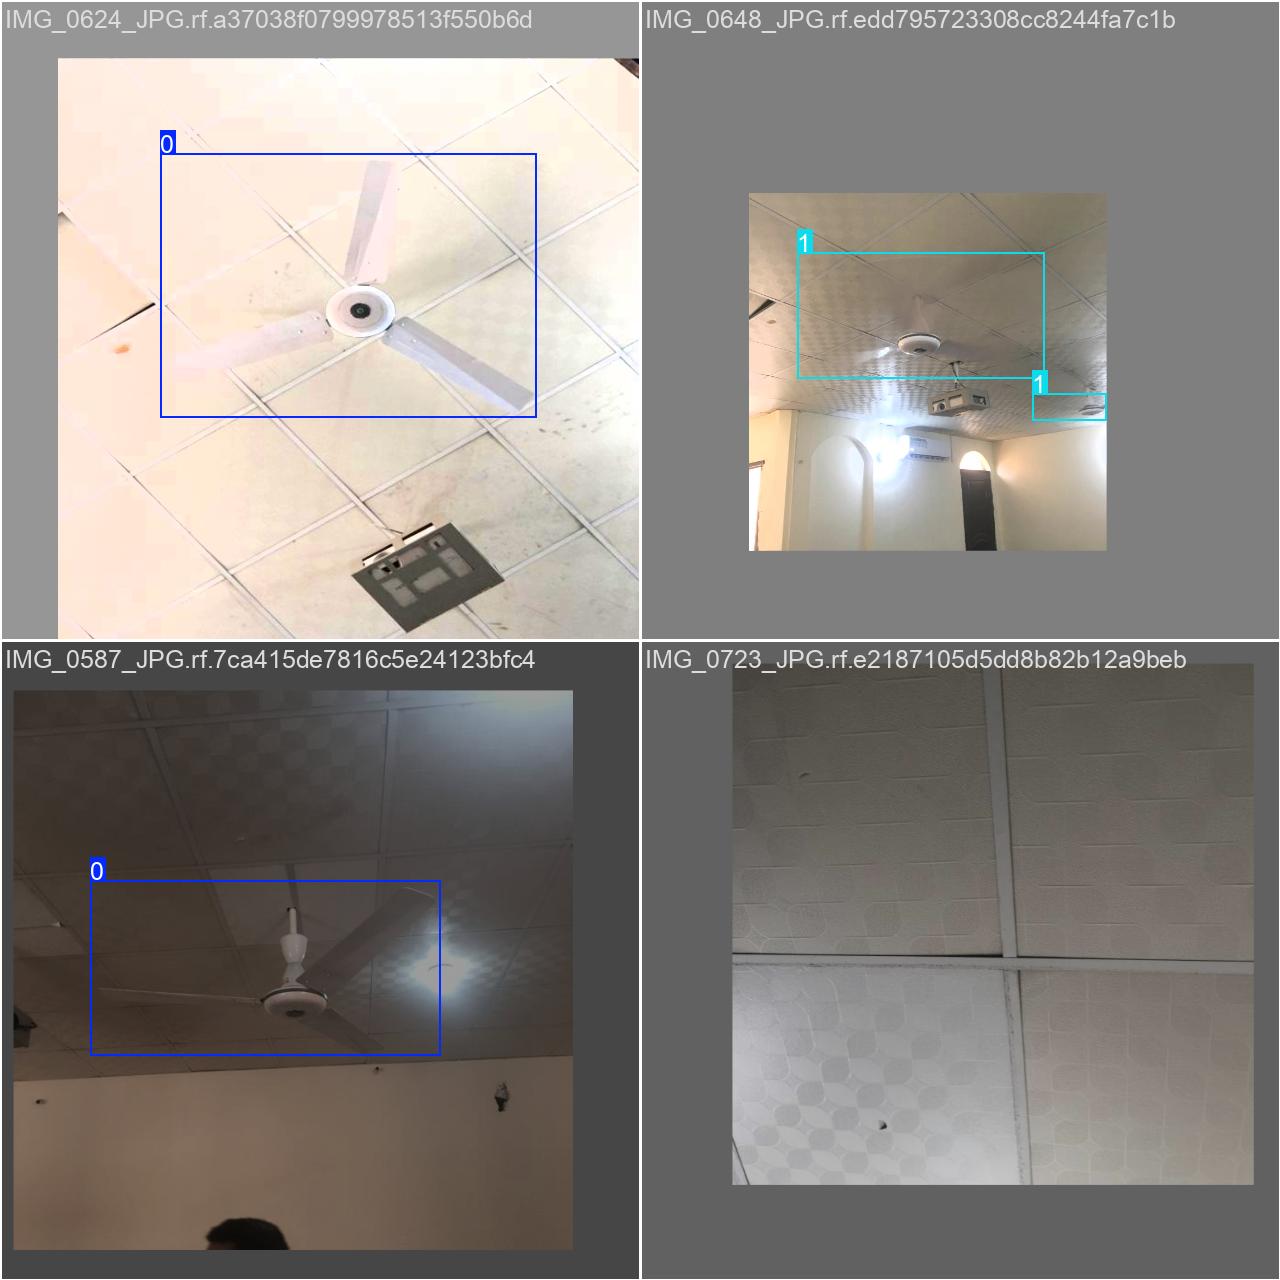 IMG_0624_JPG.rf.a37038f0799978513f550b6d
IMG_0648_JPG.rf.edd795723308cc8244fa7c1b
0
1
1
IMG_0587_JPG.rf.7ca415de7816c5e24123bfc4
IMG_0723_JPG.rf.e2187105d5dd8b82b12a9beb
0